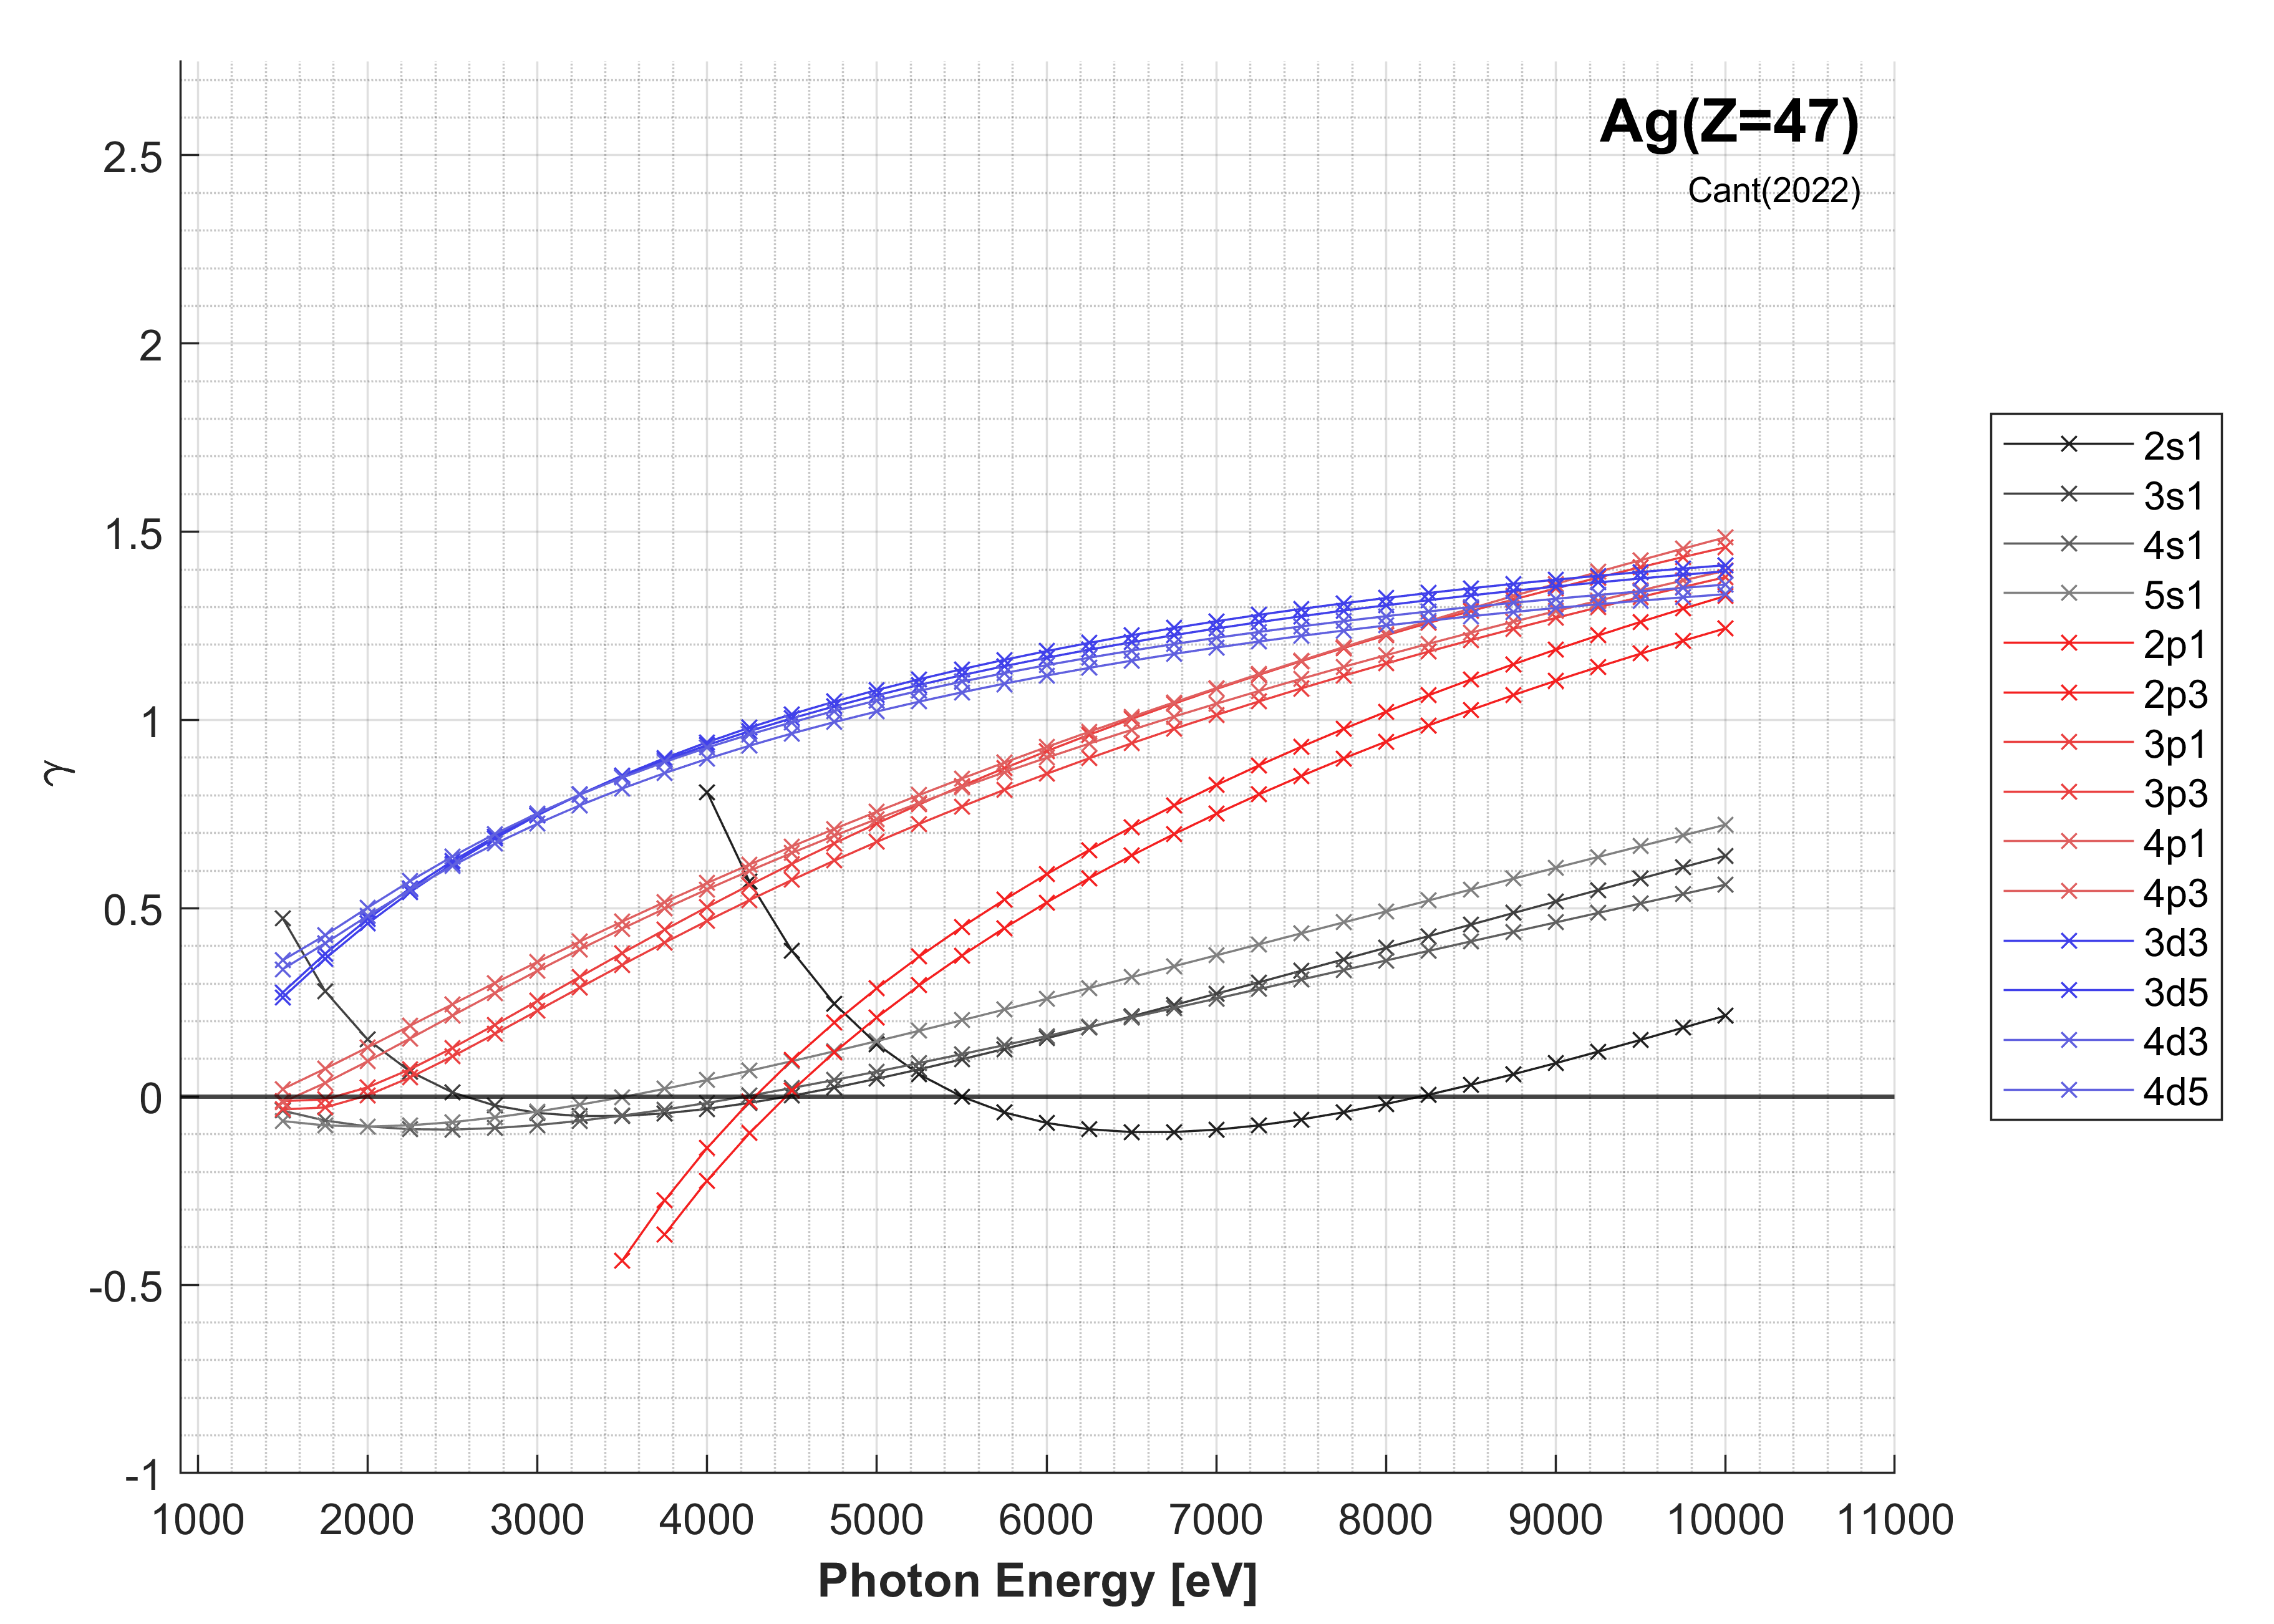 Ag(Z=47)
Cant(2022)
2.5
2
1.5
1
0.5
0
-0.5
-1
γ
1000 2000 3000 4000 5000 6000 7000 8000 9000 10000 11000
Photon Energy [eV]
2s1
3s1
4s1
5s1
2p1
2p3
3p1
3p3
4p1
4p3
3d3
3d5
4d3
4d5